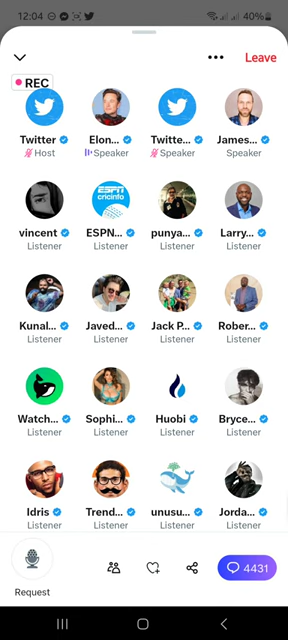 12:04
40%
Leave
REC
Twitter Elon... Twitte... James...
Host Speaker Speaker Speaker
vincent ESPN... punya... Larry...
Listener Listener Listener Listener
ESPN
cricinfo
Kunal... Javed... Jack P... Rober...
Listener Listener Listener Listener
Watch... Sophi... Huobi Bryce...
Listener Listener Listener Listener
Idris Trend... unusu... Jorda...
Listener Listener Listener Listener
Request
4431